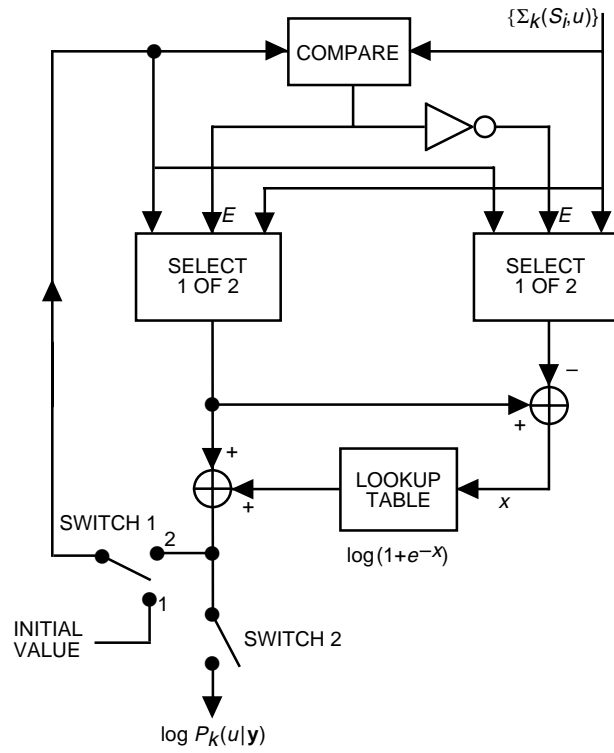 {Σk(Si,u)}
COMPARE
E
E
SELECT
1 OF 2
SELECT
1 OF 2
−
+
+
+
LOOKUP
TABLE
x
log (1+e−x)
SWITCH 1
2
1
INITIAL
VALUE
SWITCH 2
log Pk(u|y)